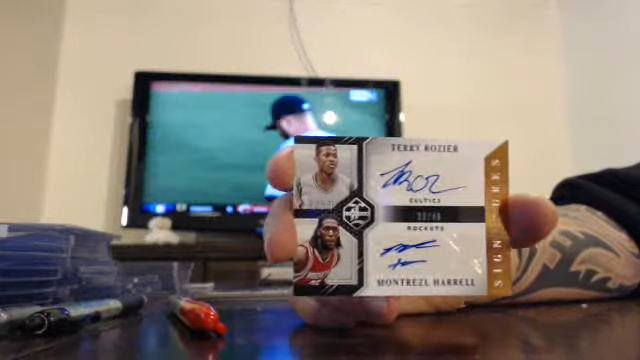 TERRY ROZIER
CELTICS
ROCKETS
MONTREZL HARRELL
SIGNATURES